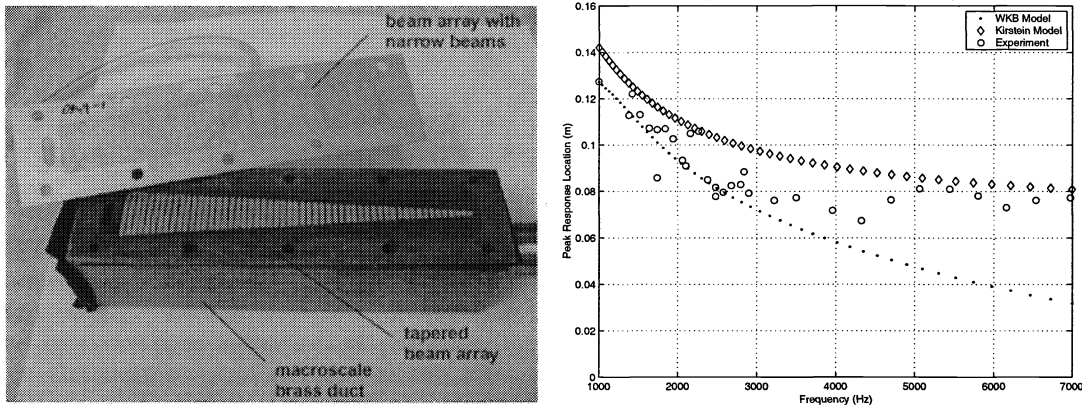 beam array with
narrow beams
tapered
beam array
macroscale
brass duct
WKB Model
Kirstein Model
Experiment
0.16
0.14
0.12
0.1
0.08
0.06
0.04
0.02
0
Peak Response Location (m)
1000 2000 3000 4000 5000 6000 7000
Frequency (Hz)